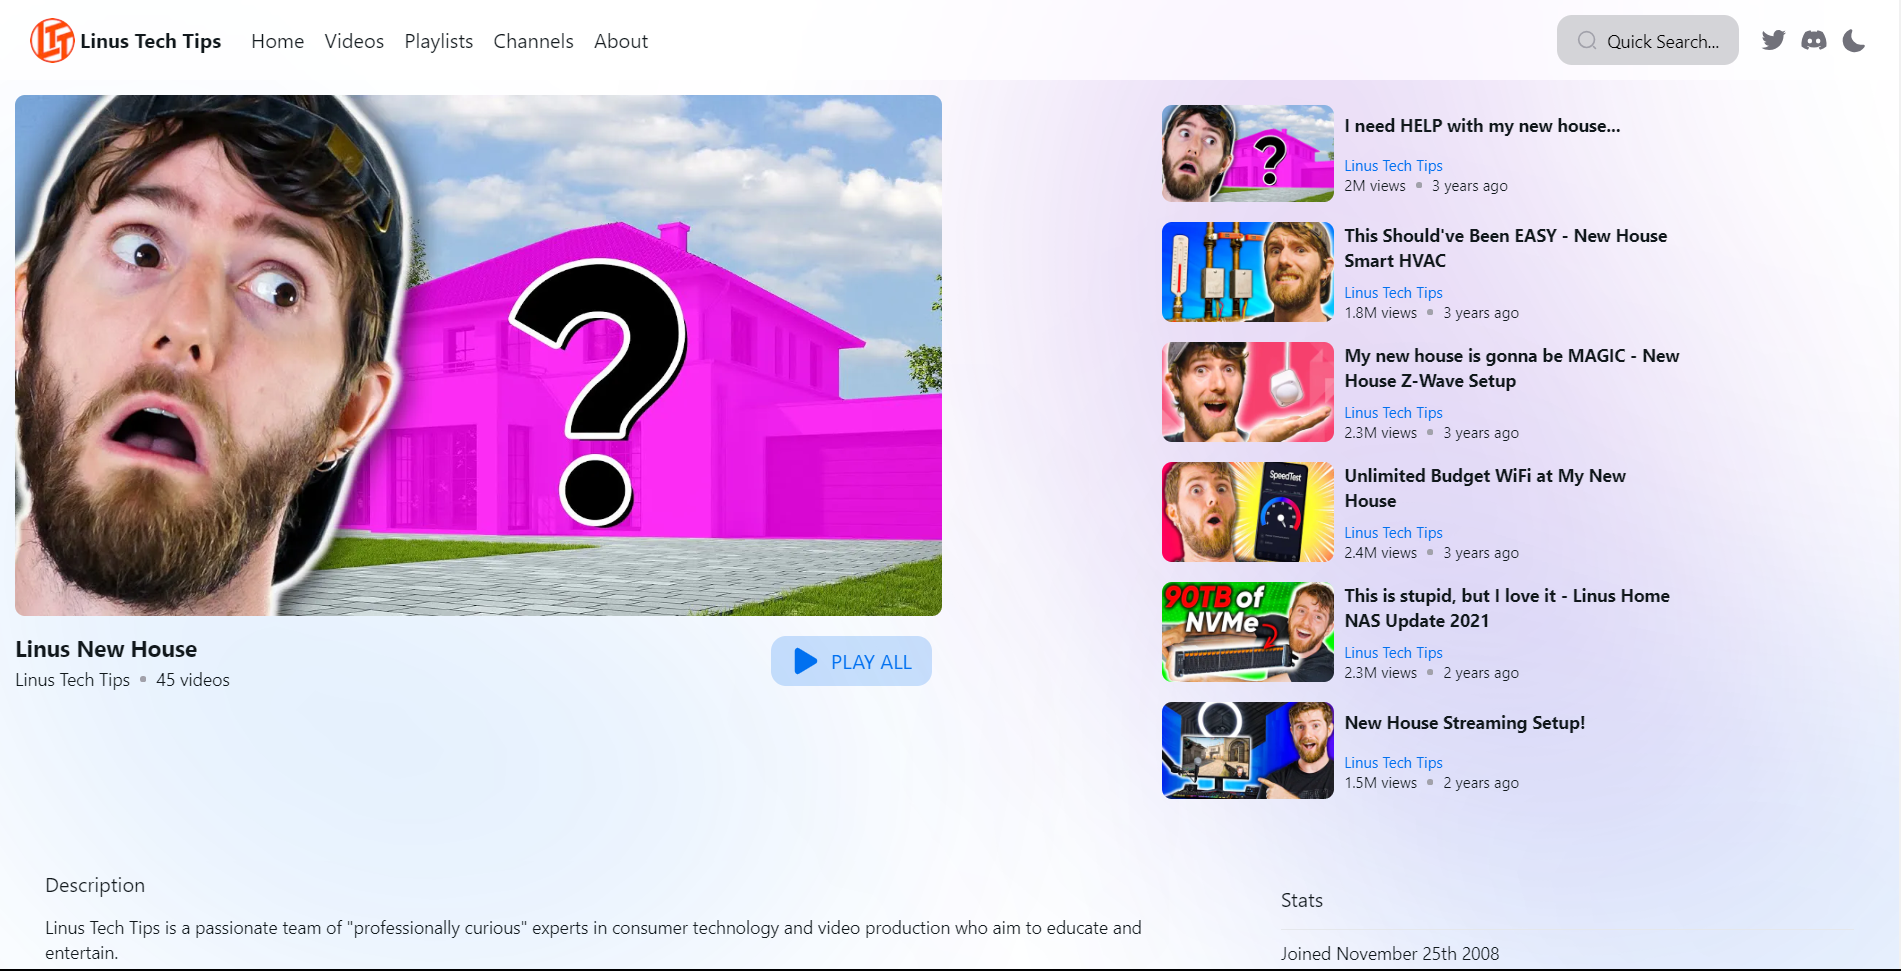 LTT Linus Tech Tips Home Videos Playlists Channels About Quick Search...
?
Linus New House
Linus Tech Tips • 45 videos
PLAY ALL
?
I need HELP with my new house...
Linus Tech Tips
2M views • 3 years ago
This Should've Been EASY - New House
Smart HVAC
Linus Tech Tips
1.8M views • 3 years ago
My new house is gonna be MAGIC - New
House Z-Wave Setup
Linus Tech Tips
2.3M views • 3 years ago
SpeedTest
Unlimited Budget WiFi at My New
House
Linus Tech Tips
2.4M views • 3 years ago
90TB of
NVMe
This is stupid, but I love it - Linus Home
NAS Update 2021
Linus Tech Tips
2.3M views • 2 years ago
New House Streaming Setup!
Linus Tech Tips
1.5M views • 2 years ago
Description
Linus Tech Tips is a passionate team of "professionally curious" experts in consumer technology and video production who aim to educate and
entertain.
Stats
Joined November 25th 2008